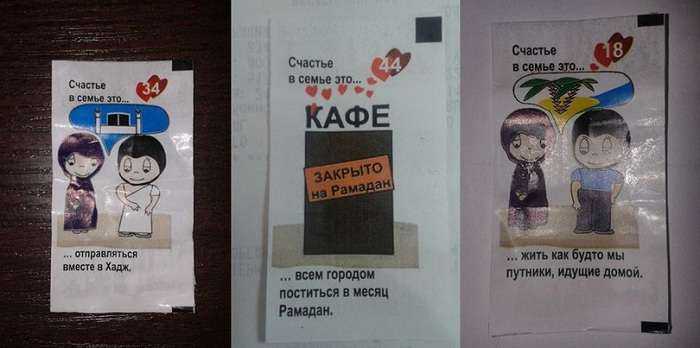 Счастье
в семье это...
34
... отправляться
вместе в Хадж,
Счастье
в семье это...
44
КАФЕ
ЗАКРЫТО
на Рамадан
... всем городом
поститься в месяц
Рамадан.
Счастье
в семье это...
18
... жить как будто мы
путники, идущие домой.